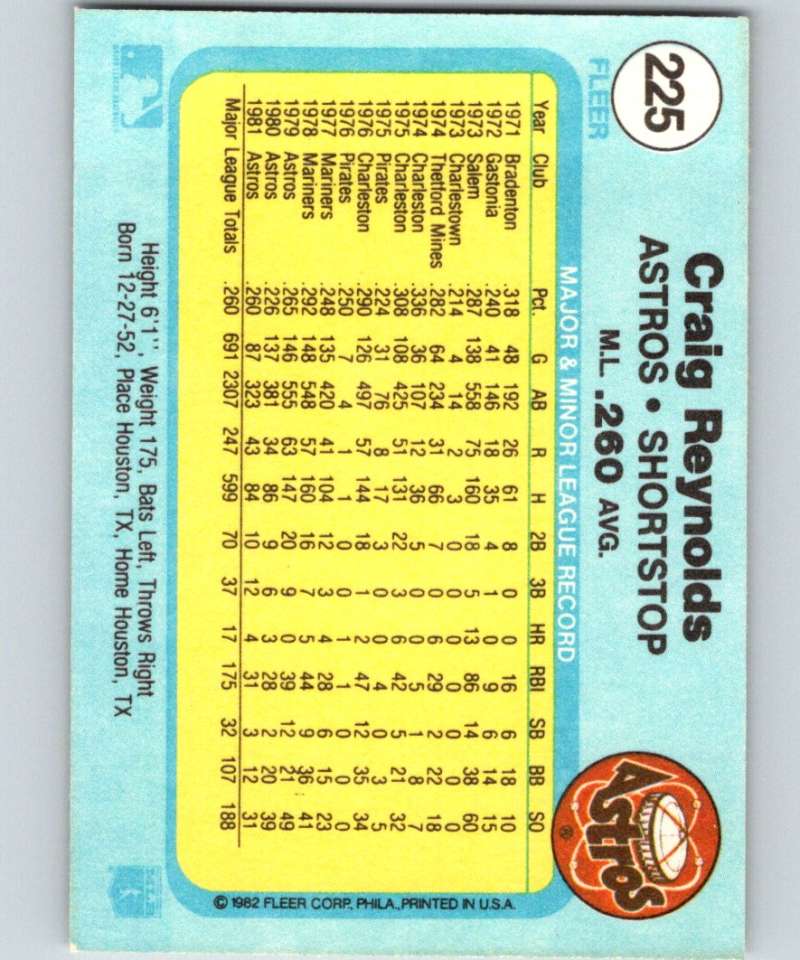 225
FLEER
Craig Reynolds
ASTROS • SHORTSTOP
M.L. .260 AVG.
Astros
®
MAJOR & MINOR LEAGUE RECORD
Year Club Pct. G AB R H 2B 3B HR RBI SB BB SO
1971 Bradenton .318 48 192 26 61 8 0 0 16 6 18 10
1972 Gastonia .240 41 146 18 35 4 1 0 9 6 14 15
1973 Salem .287 138 558 75 160 18 5 13 86 14 38 60
1973 Charlestown .214 4 14 2 3 0 0 0 0 0 0 0
1974 Thetford Mines .282 64 234 31 66 7 0 6 29 2 22 18
1974 Charleston .336 36 107 12 36 5 0 0 5 1 8 7
1975 Charleston .308 108 425 51 131 22 3 6 42 5 21 32
1975 Pirates .224 31 76 8 17 3 0 0 4 0 3 5
1976 Charleston .290 126 497 57 144 18 1 2 47 12 35 34
1976 Pirates .250 7 4 1 1 0 0 1 1 0 0 0
1977 Mariners .248 135 420 41 104 12 3 4 28 6 15 23
1978 Mariners .292 148 548 57 160 16 7 5 44 9 36 41
1979 Astros .265 146 555 63 147 20 9 0 39 12 21 49
1980 Astros .226 137 381 34 86 9 6 3 28 2 20 39
1981 Astros .260 87 323 43 84 10 12 4 31 3 12 31
Major League Totals .260 691 2307 247 599 70 37 17 175 32 107 188
© 1982 FLEER CORP., PHILA., PRINTED IN U.S.A.
Height 6'1", Weight 175, Bats Left, Throws Right
Born 12-27-52, Place Houston, TX, Home Houston, TX